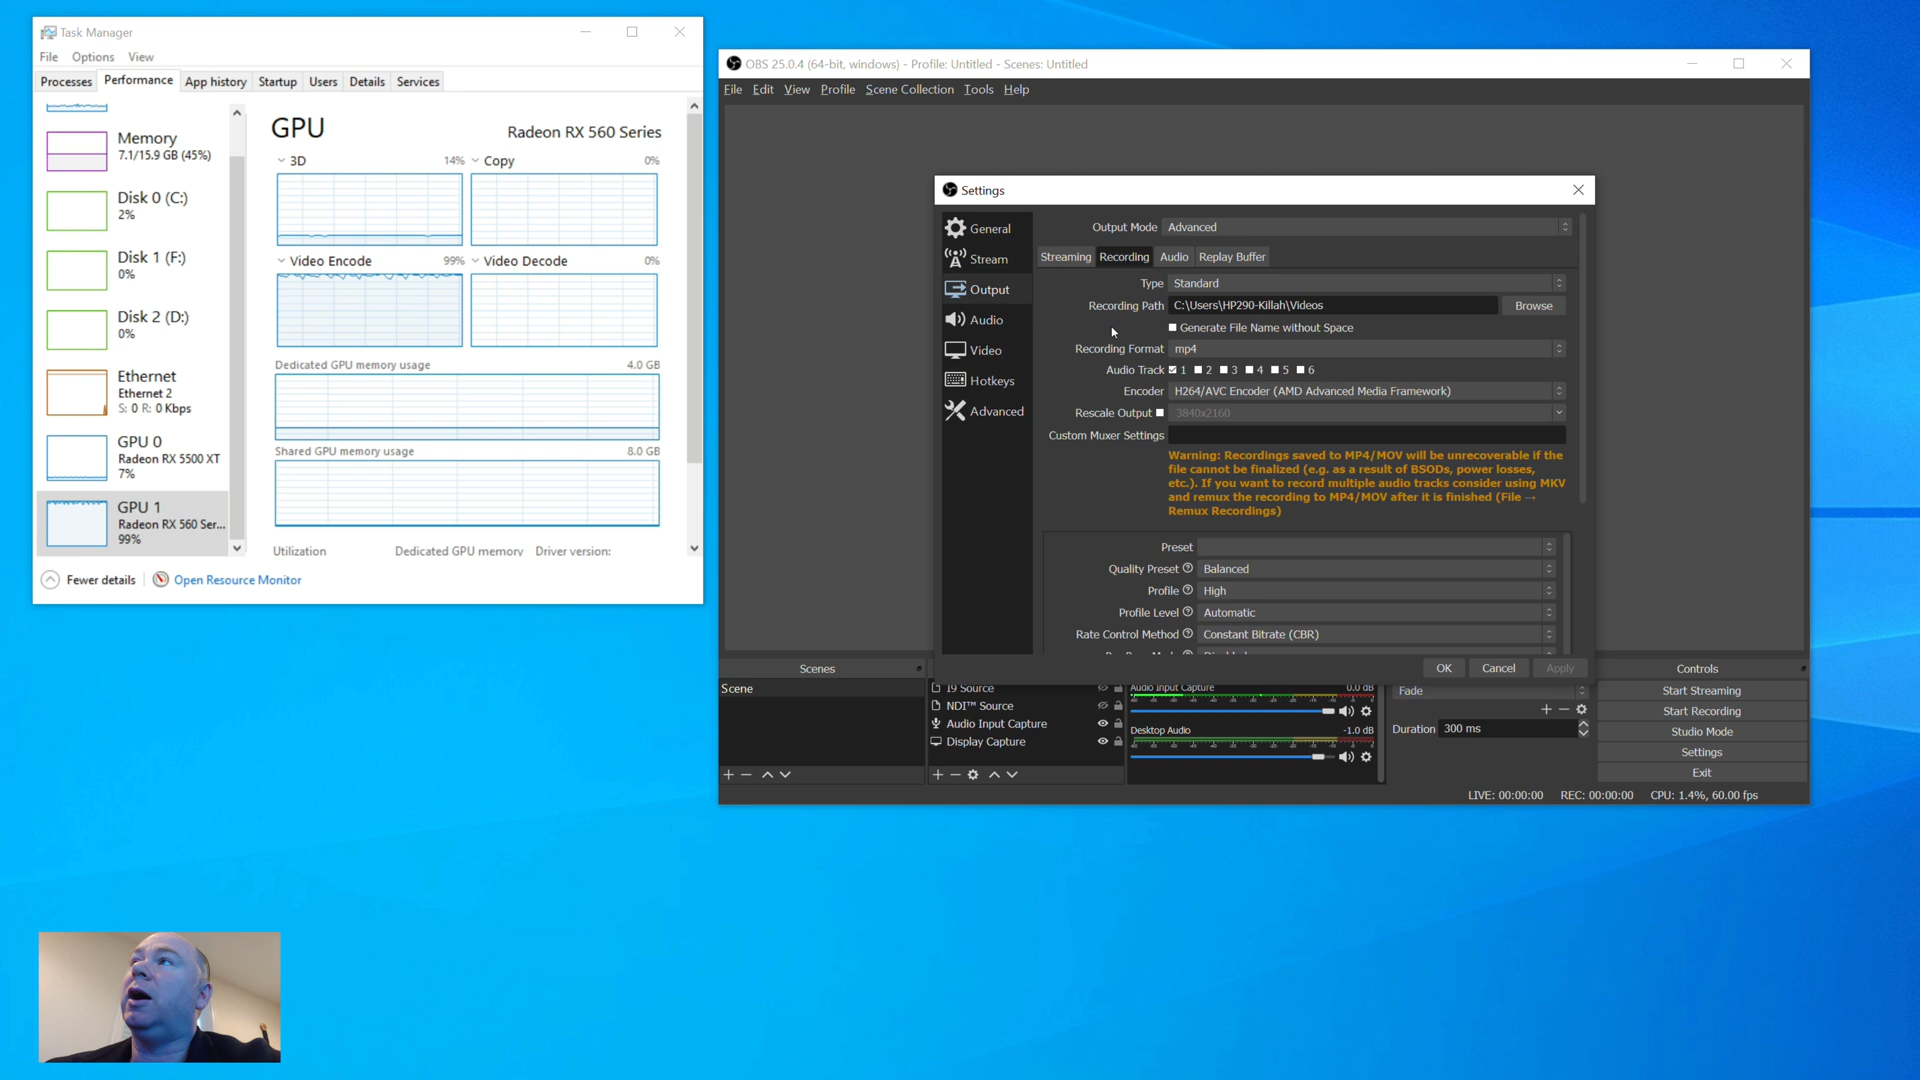 Task Manager
File Options View
Processes Performance App history Startup Users Details Services
Memory
7.1/15.9 GB (45%)
Disk 0 (C:)
2%
Disk 1 (F:)
0%
Disk 2 (D:)
0%
Ethernet
Ethernet 2
S: 0 R: 0 Kbps
GPU 0
Radeon RX 5500 XT
7%
GPU 1
Radeon RX 560 Ser...
99%
GPU Radeon RX 560 Series
3D 14% Copy 0%
Video Encode 99% Video Decode 0%
Dedicated GPU memory usage 4.0 GB
Shared GPU memory usage 8.0 GB
Utilization Dedicated GPU memory Driver version:
Fewer details Open Resource Monitor
OBS 25.0.4 (64-bit, windows) - Profile: Untitled - Scenes: Untitled
File Edit View Profile Scene Collection Tools Help
Settings
General
Stream
Output
Audio
Video
Hotkeys
Advanced
Output Mode Advanced
Streaming Recording Audio Replay Buffer
Type Standard
Recording Path C:\Users\HP290-Killah\Videos Browse
Generate File Name without Space
Recording Format mp4
Audio Track 1 2 3 4 5 6
Encoder H264/AVC Encoder (AMD Advanced Media Framework)
Rescale Output 3840x2160
Custom Muxer Settings
Warning: Recordings saved to MP4/MOV will be unrecoverable if the
file cannot be finalized (e.g. as a result of BSODs, power losses,
etc.). If you want to record multiple audio tracks consider using MKV
and remux the recording to MP4/MOV after it is finished (File →
Remux Recordings)
Preset
Quality Preset Balanced
Profile High
Profile Level Automatic
Rate Control Method Constant Bitrate (CBR)
OK Cancel Apply
Scenes
Scene
I9 Source
NDI™ Source
Audio Input Capture
Display Capture
Audio Input Capture 0.0 dB
Desktop Audio -1.0 dB
Fade
Duration 300 ms
Controls
Start Streaming
Start Recording
Studio Mode
Settings
Exit
LIVE: 00:00:00 REC: 00:00:00 CPU: 1.4%, 60.00 fps